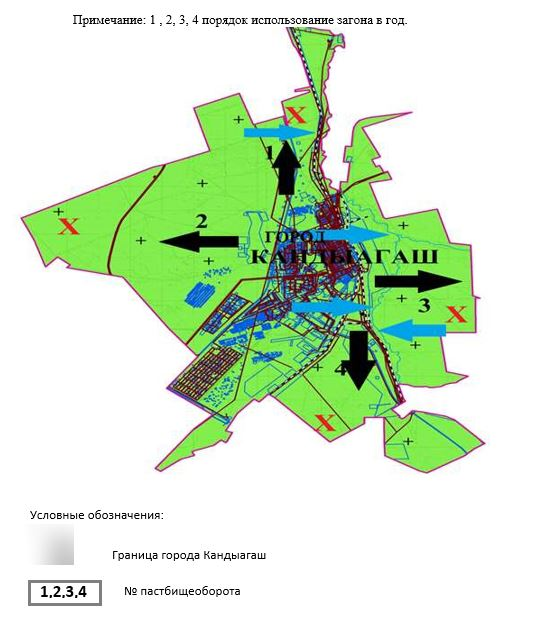 Примечание: 1 , 2, 3, 4 порядок использование загона в год.
X
1
2
X
ГОРОД
КАНДЫАГАШ
3
X
4
X
Условные обозначения:
Граница города Кандыагаш
1,2,3,4 № пастбищеоборота